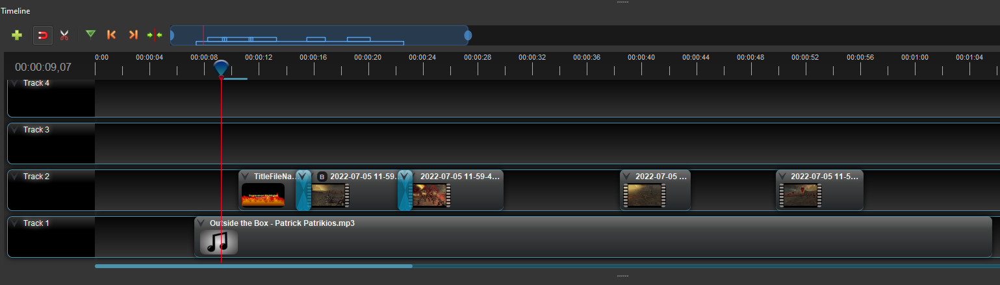 Timeline
00:00:09,07
0:00 00:00:04 00:00:08 00:00:12 00:00:16 00:00:20 00:00:24 00:00:28 00:00:32 00:00:36 00:00:40 00:00:44 00:00:48 00:00:52 00:00:56 00:01:00 00:01:04
Track 4
Track 3
Track 2
TitleFileNa... B 2022-07-05 11-59... 2022-07-05 11-59-4... 2022-07-05 ... 2022-07-05 11-5...
Track 1
Outside the Box - Patrick Patrikios.mp3